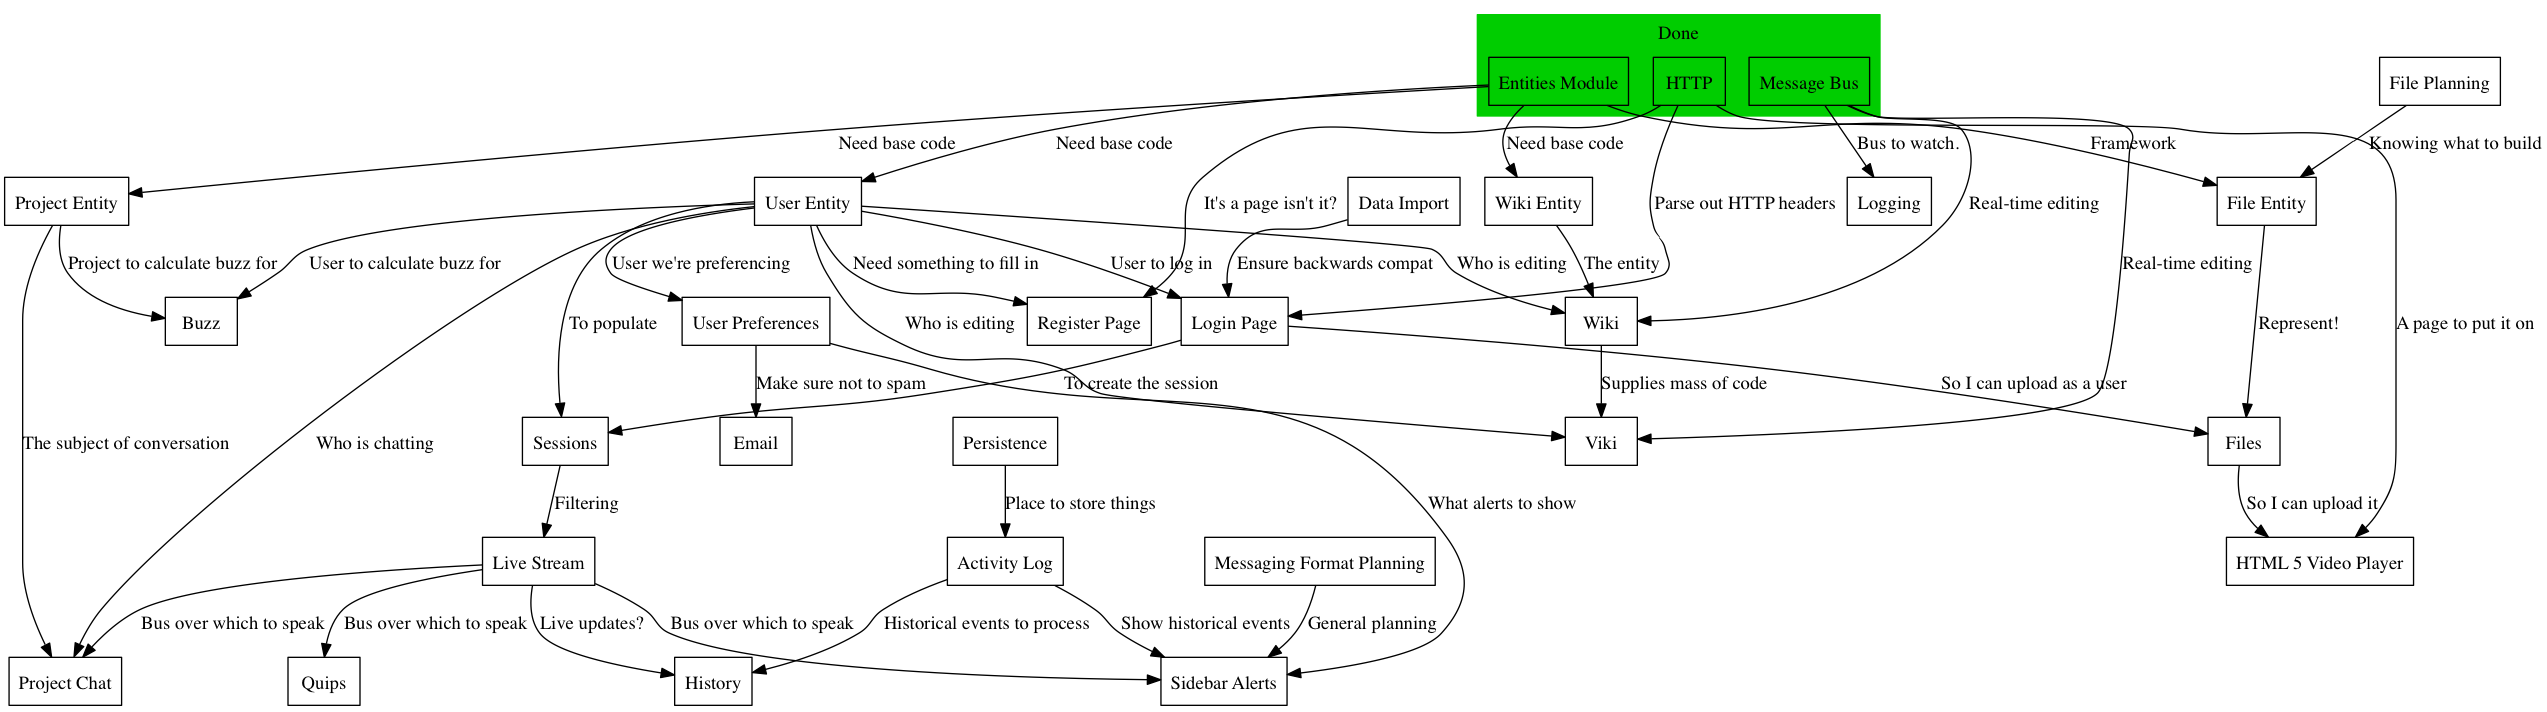 Done
Entities Module
HTTP
Message Bus
File Planning
Need base code
Need base code
Need base code
Bus to watch.
Framework
Knowing what to build
Project Entity
User Entity
It's a page isn't it?
Data Import
Wiki Entity
Parse out HTTP headers
Logging
Real-time editing
File Entity
Project to calculate buzz for
User to calculate buzz for
User we're preferencing
Need something to fill in
User to log in
Ensure backwards compat
Who is editing
The entity
Real-time editing
Buzz
To populate
User Preferences
Who is editing
Register Page
Login Page
Wiki
Represent!
A page to put it on
Make sure not to spam
To create the session
Supplies mass of code
So I can upload as a user
The subject of conversation
Who is chatting
Sessions
Email
Persistence
Viki
Files
Filtering
Place to store things
What alerts to show
So I can upload it
Live Stream
Activity Log
Messaging Format Planning
HTML 5 Video Player
Bus over which to speak
Bus over which to speak
Live updates?
Bus over which to speak
Historical events to process
Show historical events
General planning
Project Chat
Quips
History
Sidebar Alerts